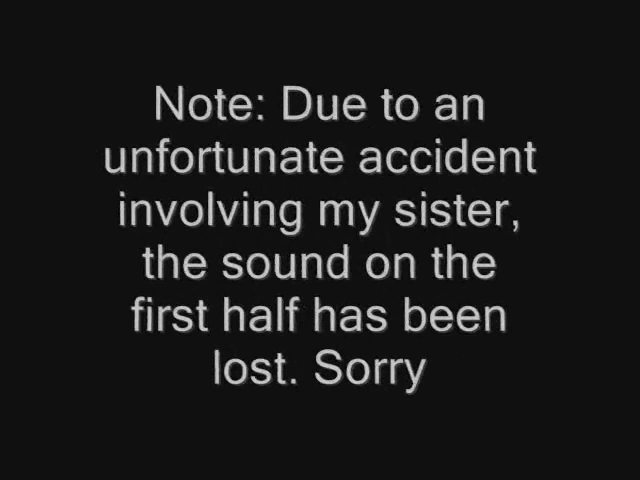 Note: Due to an
unfortunate accident
involving my sister,
the sound on the
first half has been
lost. Sorry